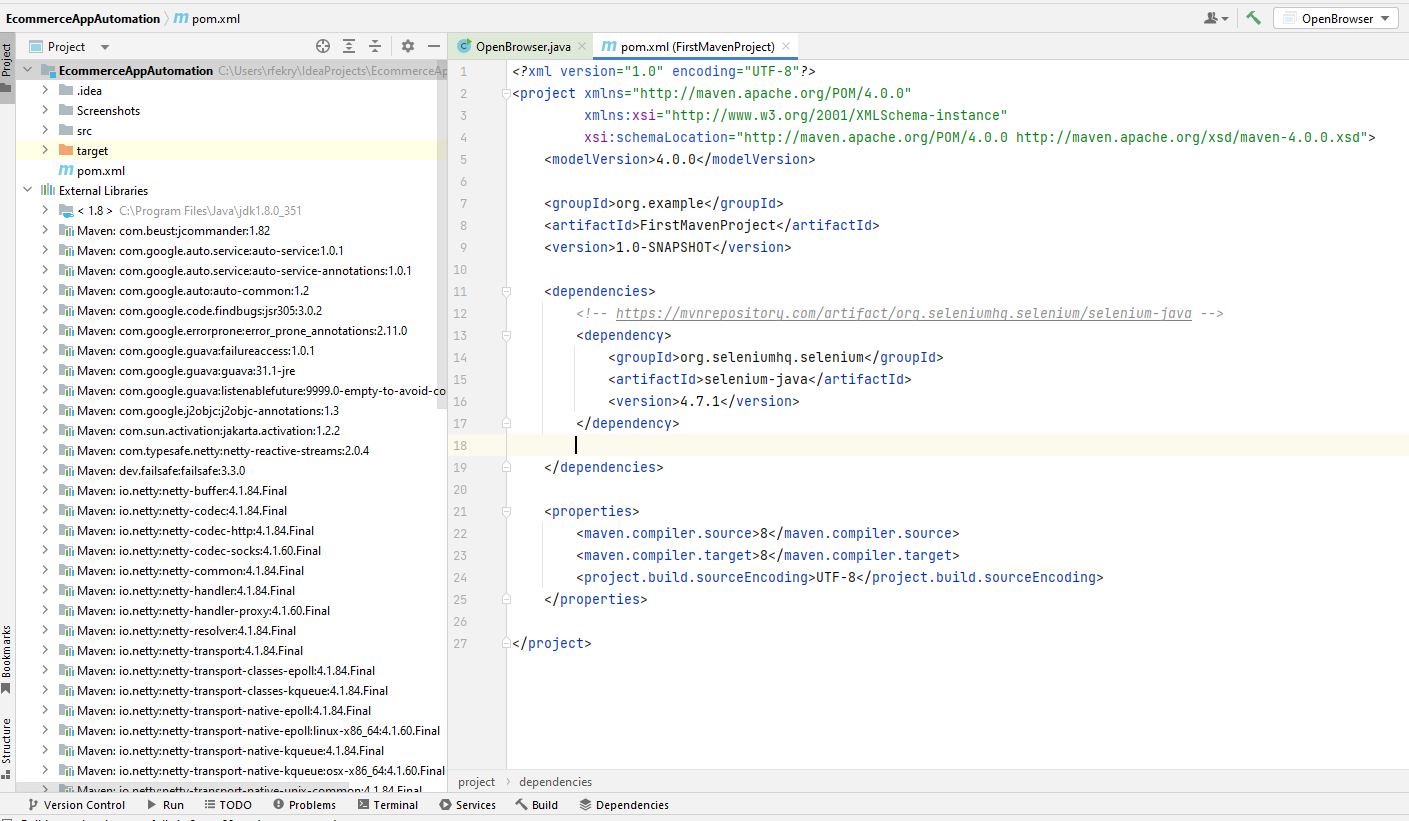 EcommerceAppAutomation
pom.xml
OpenBrowser
Project
OpenBrowser.java
pom.xml (FirstMavenProject)
Project
EcommerceAppAutomation C:\Users\rfekry\IdeaProjects\EcommerceAp
.idea
Screenshots
src
target
pom.xml
External Libraries
< 1.8 > C:\Program Files\Java\jdk1.8.0_351
Maven: com.beust:jcommander:1.82
Maven: com.google.auto.service:auto-service:1.0.1
Maven: com.google.auto.service:auto-service-annotations:1.0.1
Maven: com.google.auto:auto-common:1.2
Maven: com.google.code.findbugs:jsr305:3.0.2
Maven: com.google.errorprone:error_prone_annotations:2.11.0
Maven: com.google.guava:failureaccess:1.0.1
Maven: com.google.guava:guava:31.1-jre
Maven: com.google.guava:listenablefuture:9999.0-empty-to-avoid-co
Maven: com.google.j2objc:j2objc-annotations:1.3
Maven: com.sun.activation:jakarta.activation:1.2.2
Maven: com.typesafe.netty:netty-reactive-streams:2.0.4
Maven: dev.failsafe:failsafe:3.3.0
Maven: io.netty:netty-buffer:4.1.84.Final
Maven: io.netty:netty-codec:4.1.84.Final
Maven: io.netty:netty-codec-http:4.1.84.Final
Maven: io.netty:netty-codec-socks:4.1.60.Final
Maven: io.netty:netty-common:4.1.84.Final
Maven: io.netty:netty-handler:4.1.84.Final
Maven: io.netty:netty-handler-proxy:4.1.60.Final
Maven: io.netty:netty-resolver:4.1.84.Final
Maven: io.netty:netty-transport:4.1.84.Final
Maven: io.netty:netty-transport-classes-epoll:4.1.84.Final
Maven: io.netty:netty-transport-classes-kqueue:4.1.84.Final
Maven: io.netty:netty-transport-native-epoll:4.1.84.Final
Maven: io.netty:netty-transport-native-epoll:linux-x86_64:4.1.60.Final
Maven: io.netty:netty-transport-native-kqueue:4.1.84.Final
Maven: io.netty:netty-transport-native-kqueue:osx-x86_64:4.1.60.Final
Maven: io.netty:netty-transport-native-unix-common:4.1.84.Final
Bookmarks
Structure
1 <?xml version="1.0" encoding="UTF-8"?>
2 <project xmlns="http://maven.apache.org/POM/4.0.0"
3 xmlns:xsi="http://www.w3.org/2001/XMLSchema-instance"
4 xsi:schemaLocation="http://maven.apache.org/POM/4.0.0 http://maven.apache.org/xsd/maven-4.0.0.xsd">
5 <modelVersion>4.0.0</modelVersion>
6
7 <groupId>org.example</groupId>
8 <artifactId>FirstMavenProject</artifactId>
9 <version>1.0-SNAPSHOT</version>
10
11 <dependencies>
12 <!-- https://mvnrepository.com/artifact/org.seleniumhq.selenium/selenium-java -->
13 <dependency>
14 <groupId>org.seleniumhq.selenium</groupId>
15 <artifactId>selenium-java</artifactId>
16 <version>4.7.1</version>
17 </dependency>
18
19 </dependencies>
20
21 <properties>
22 <maven.compiler.source>8</maven.compiler.source>
23 <maven.compiler.target>8</maven.compiler.target>
24 <project.build.sourceEncoding>UTF-8</project.build.sourceEncoding>
25 </properties>
26
27 </project>
project
dependencies
Version Control
Run
TODO
Problems
Terminal
Services
Build
Dependencies